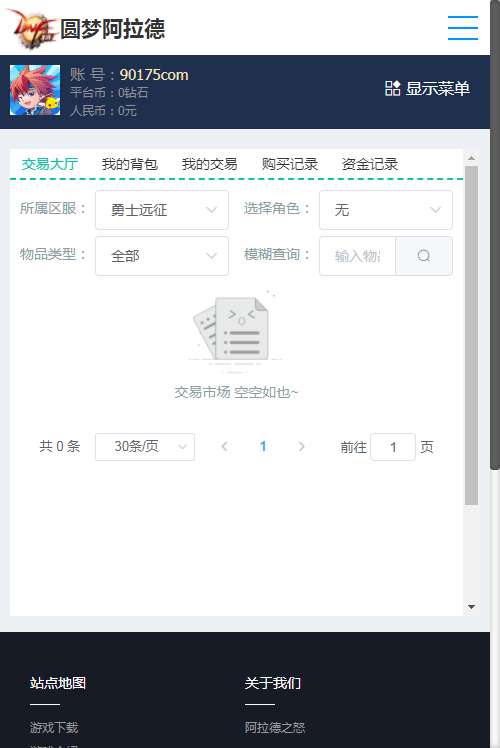 圆梦阿拉德
账 号：90175com
平台币：0钻石
人民币：0元
显示菜单
交易大厅 我的背包 我的交易 购买记录 资金记录
所属区服： 勇士远征 选择角色： 无
物品类型： 全部 模糊查询： 输入物品
交易市场 空空如也~
共 0 条 30条/页 1 前往 1 页
站点地图 关于我们
游戏下载 阿拉德之怒